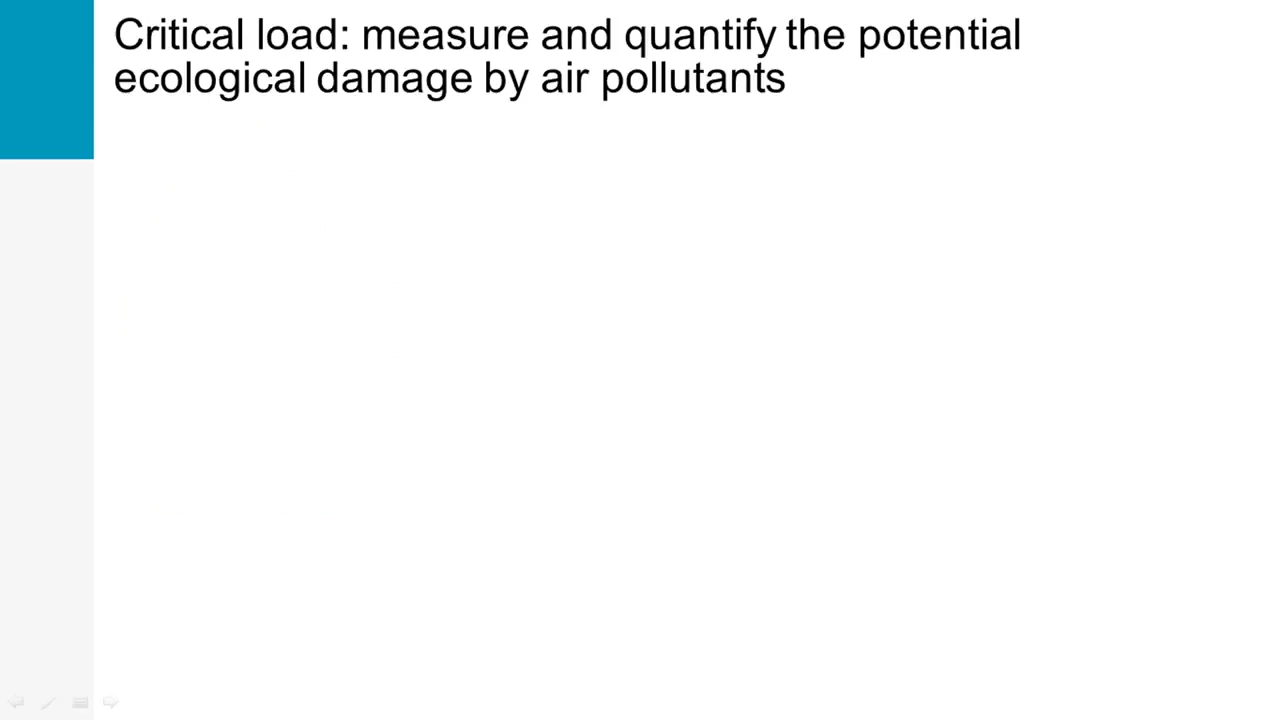 Critical load: measure and quantify the potential
ecological damage by air pollutants